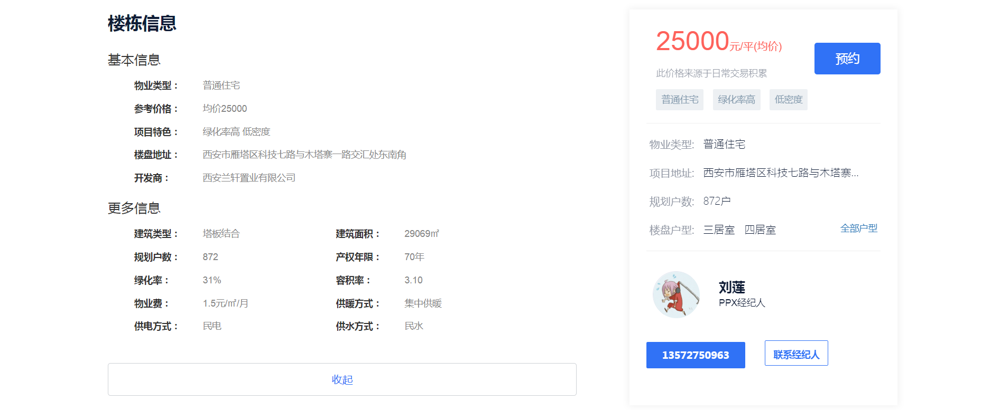 楼栋信息
基本信息
物业类型： 普通住宅
参考价格： 均价25000
项目特色： 绿化率高 低密度
楼盘地址： 西安市雁塔区科技七路与木塔寨一路交汇处东南角
开发商： 西安兰轩置业有限公司
更多信息
建筑类型： 塔板结合 建筑面积： 29069㎡
规划户数： 872 产权年限： 70年
绿化率： 31% 容积率： 3.10
物业费： 1.5元/㎡/月 供暖方式： 集中供暖
供电方式： 民电 供水方式： 民水
收起
25000元/平(均价)
预约
此价格来源于日常交易积累
普通住宅 绿化率高 低密度
物业类型: 普通住宅
项目地址: 西安市雁塔区科技七路与木塔寨...
规划户数: 872户
楼盘户型: 三居室 四居室 全部户型
刘莲
PPX经纪人
13572750963 联系经纪人